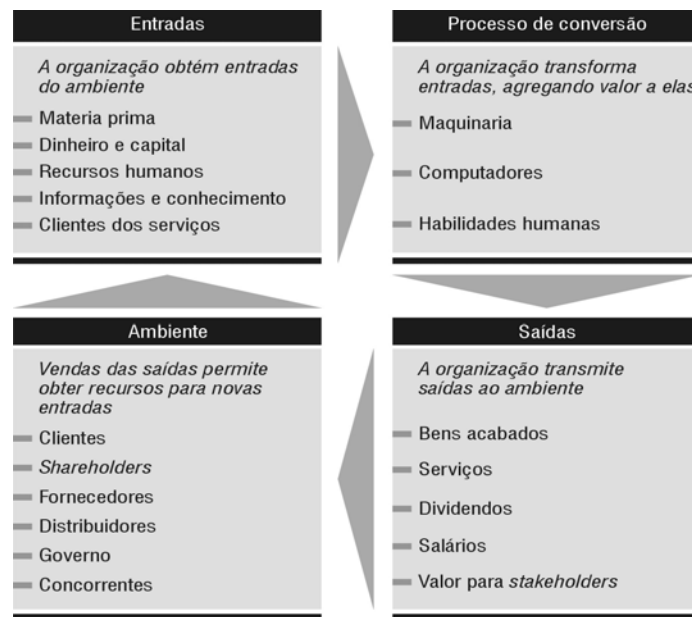 Entradas
A organização obtém entradas
do ambiente
Materia prima
Dinheiro e capital
Recursos humanos
Informações e conhecimento
Clientes dos serviços
Processo de conversão
A organização transforma
entradas, agregando valor a elas
Maquinaria
Computadores
Habilidades humanas
Ambiente
Vendas das saídas permite
obter recursos para novas
entradas
Clientes
Shareholders
Fornecedores
Distribuidores
Governo
Concorrentes
Saídas
A organização transmite
saídas ao ambiente
Bens acabados
Serviços
Dividendos
Salários
Valor para stakeholders